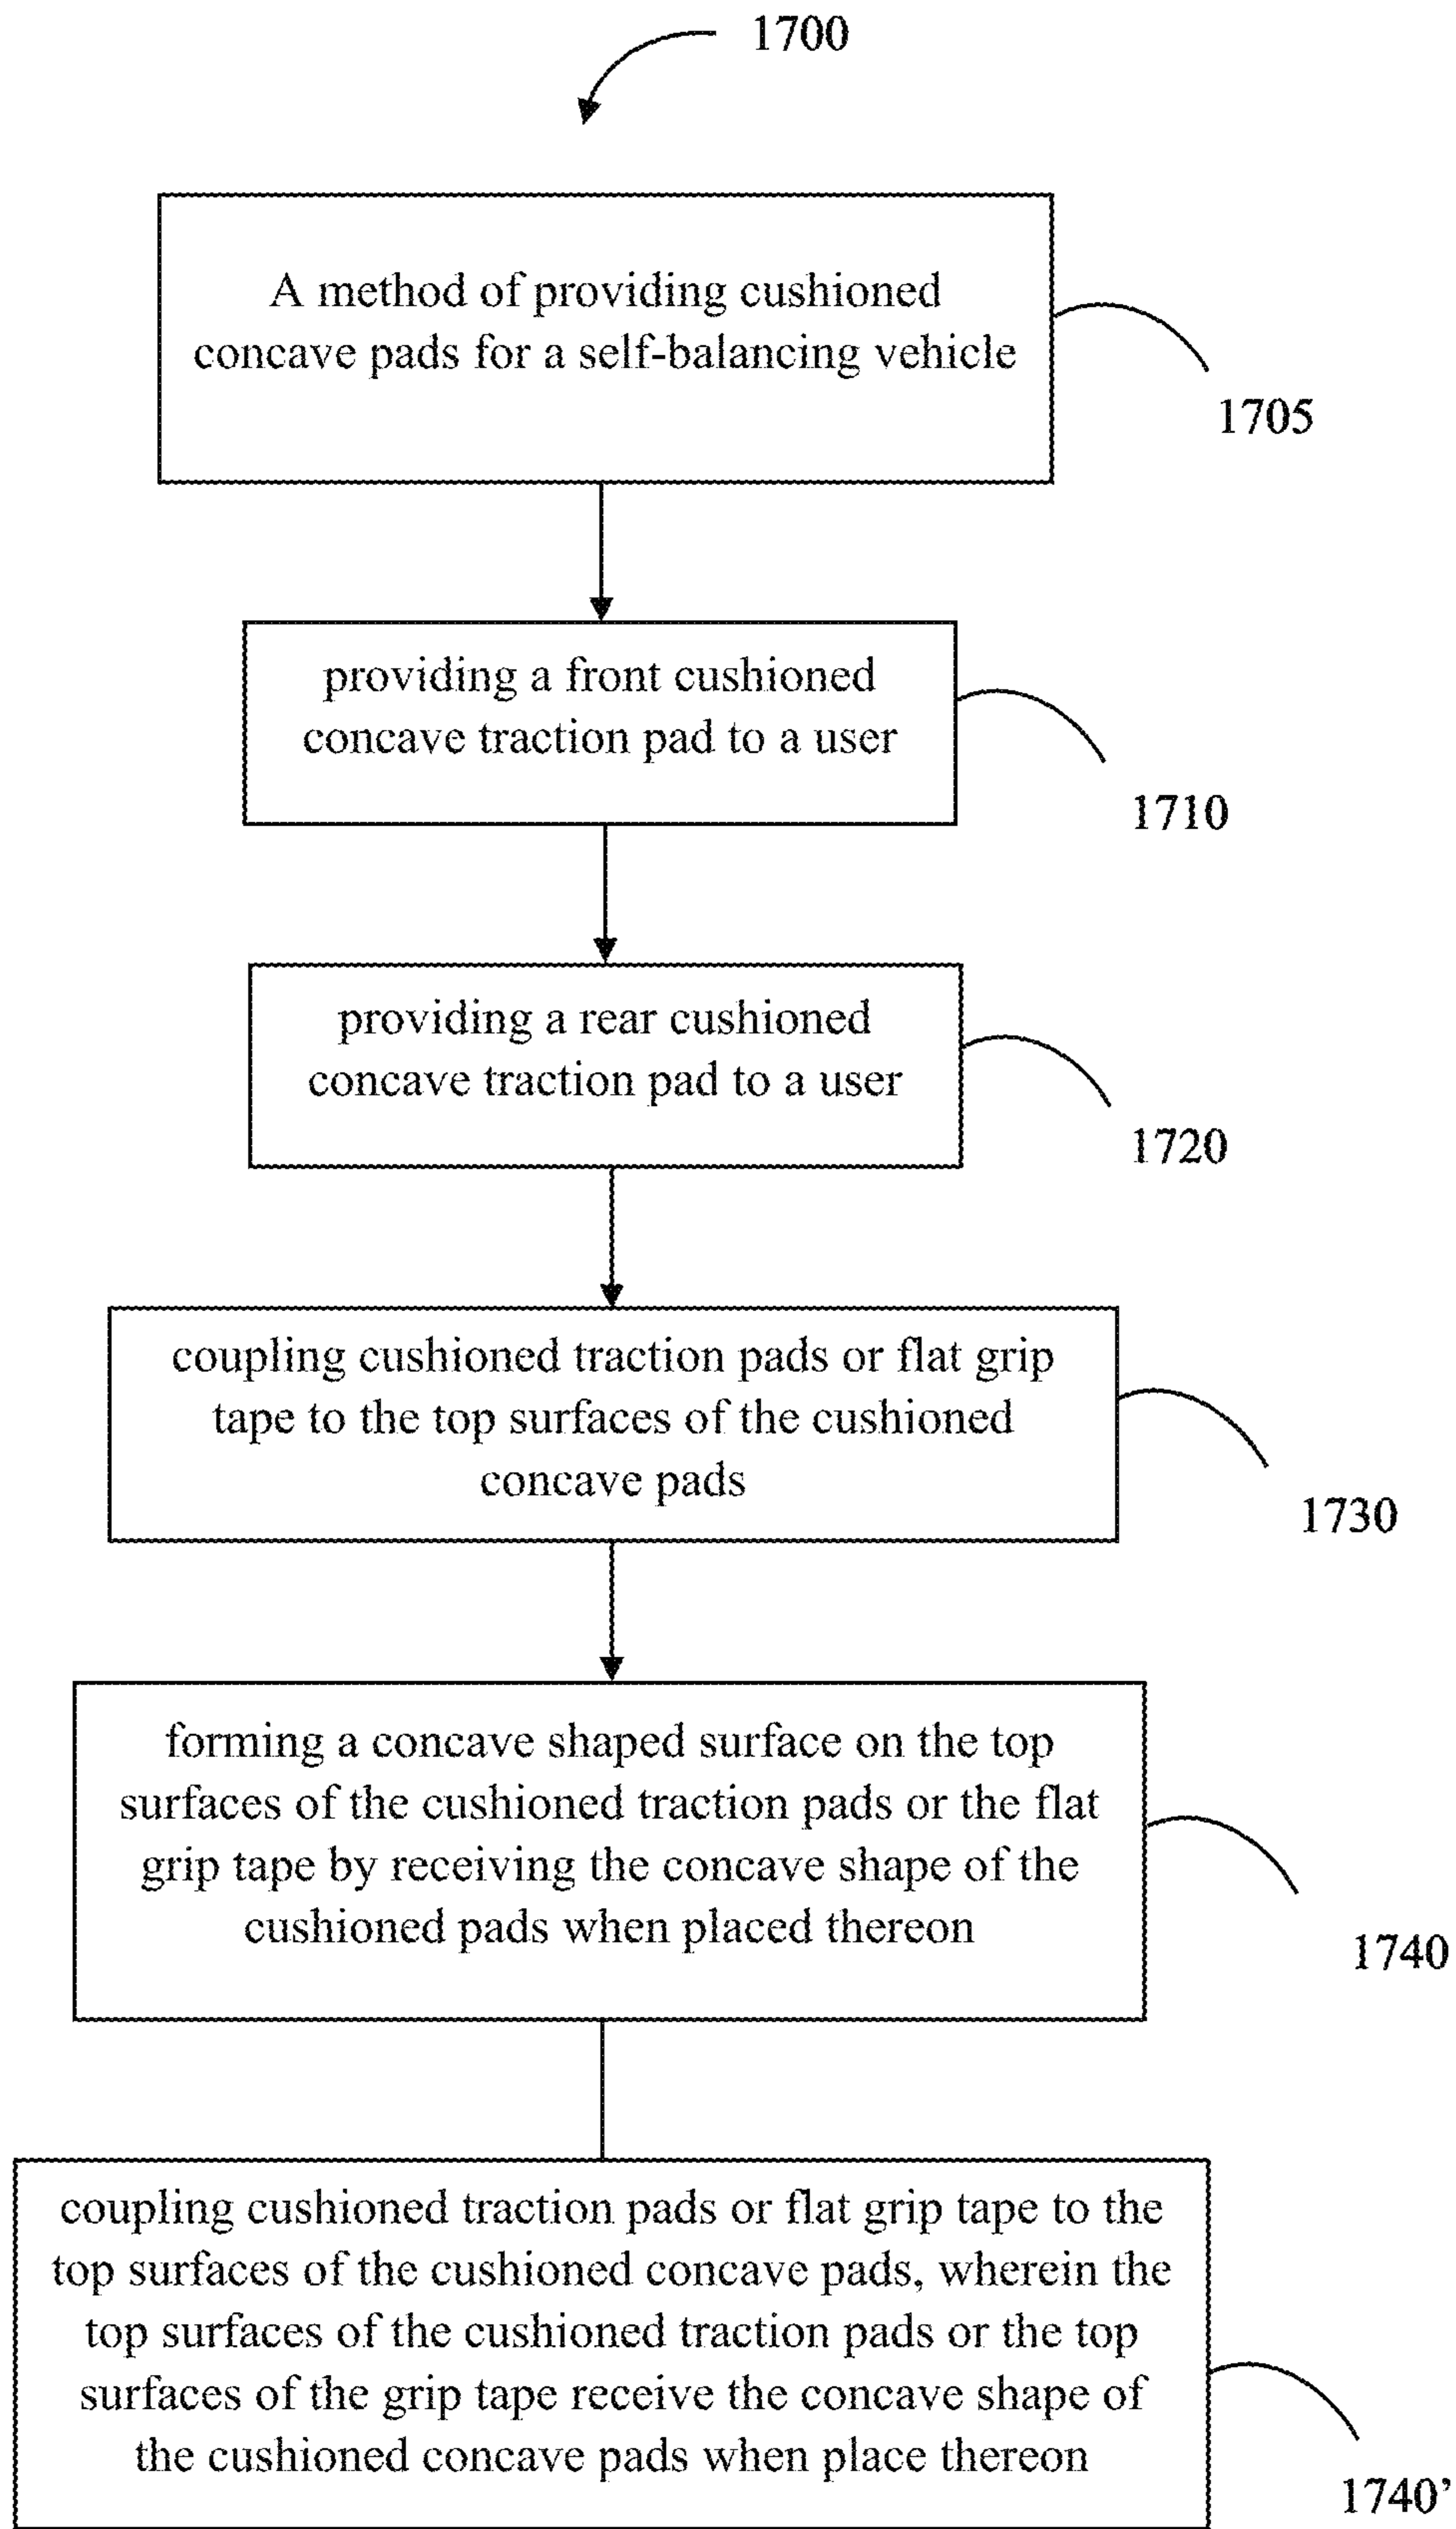 1700
A method of providing cushioned
concave pads for a self-balancing vehicle
1705
providing a front cushioned
concave traction pad to a user
1710
providing a rear cushioned
concave traction pad to a user
1720
coupling cushioned traction pads or flat grip
tape to the top surfaces of the cushioned
concave pads
1730
forming a concave shaped surface on the top
surfaces of the cushioned traction pads or the flat
grip tape by receiving the concave shape of the
cushioned pads when placed thereon
1740
coupling cushioned traction pads or flat grip tape to the
top surfaces of the cushioned concave pads, wherein the
top surfaces of the cushioned traction pads or the top
surfaces of the grip tape receive the concave shape of
the cushioned concave pads when place thereon
1740’